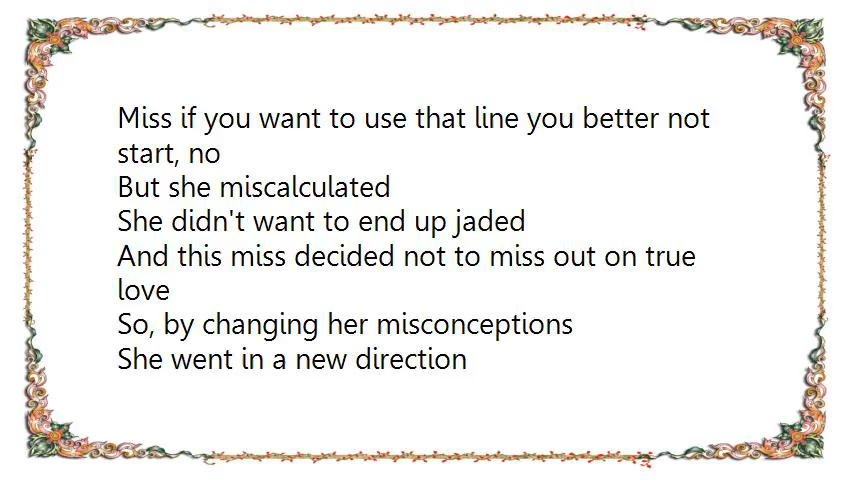 Miss if you want to use that line you better not
start, no
But she miscalculated
She didn't want to end up jaded
And this miss decided not to miss out on true
love
So, by changing her misconceptions
She went in a new direction